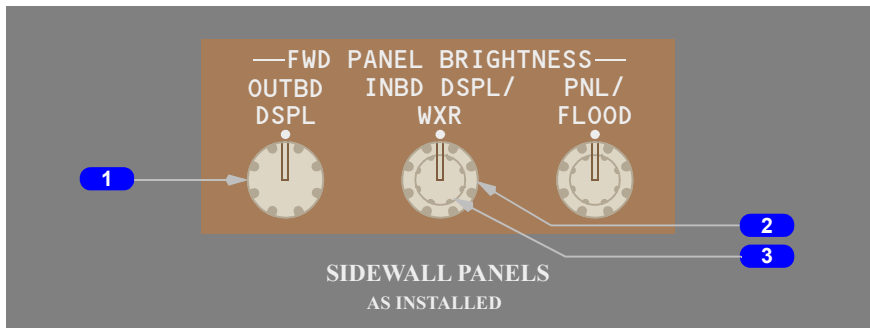 FWD PANEL BRIGHTNESS
OUTBD DSPL
INBD DSPL/ WXR
PNL/ FLOOD
1
2
3
SIDEWALL PANELS
AS INSTALLED